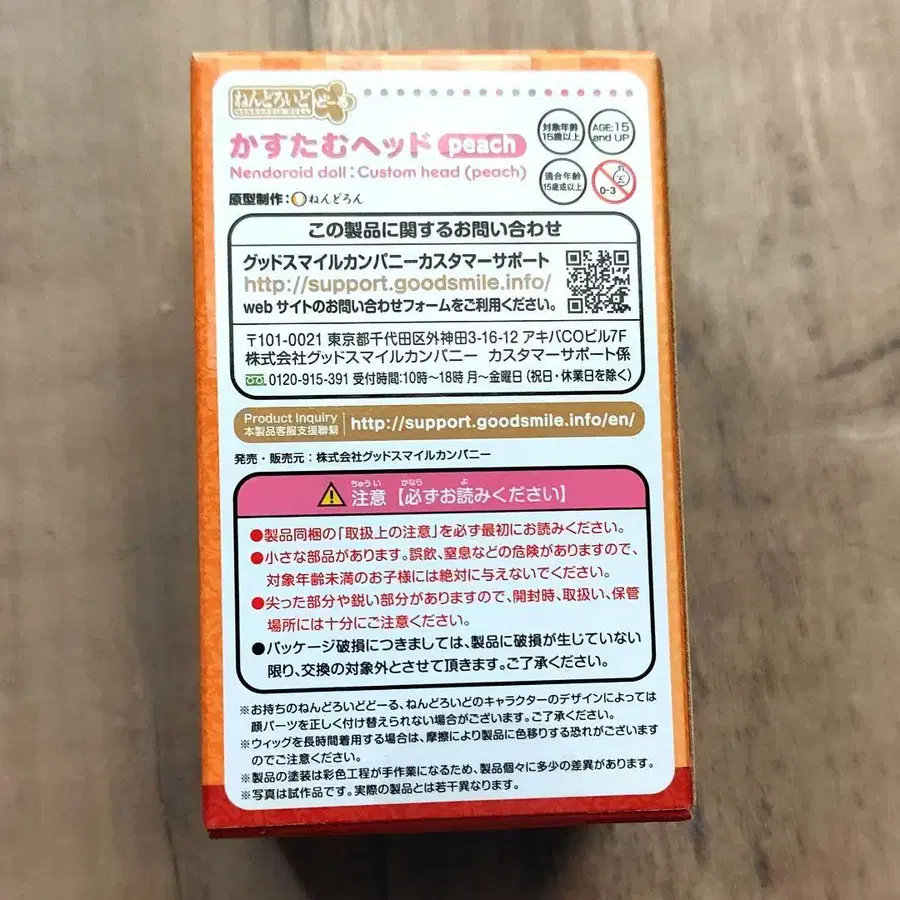 ねんどろいど どーる
NENDOROID DOLL
かすたむヘッド peach
Nendoroid doll : Custom head (peach)
原型制作：ねんどろん
対象年齢
15歳以上
AGE:15
and UP
適合年齢
15歳或以上
0-3
この製品に関するお問い合わせ
グッドスマイルカンパニーカスタマーサポート
http://support.goodsmile.info/
web サイトのお問い合わせフォームをご利用ください。
〒101-0021 東京都千代田区外神田3-16-12 アキバCOビル7F
株式会社グッドスマイルカンパニー カスタマーサポート係
0120-915-391 受付時間：10時～18時 月～金曜日（祝日・休業日を除く）
Product Inquiry
本製品客服支援聯繫
http://support.goodsmile.info/en/
発売・販売元：株式会社グッドスマイルカンパニー
ちゅうい かなら よ
注意【必ずお読みください】
●製品同梱の「取扱上の注意」を必ず最初にお読みください。
●小さな部品があります。誤飲、窒息などの危険がありますので、
対象年齢未満のお子様には絶対に与えないでください。
●尖った部分や鋭い部分がありますので、開封時、取扱い、保管
場所には十分にご注意ください。
●パッケージ破損につきましては、製品に破損が生じていない
限り、交換の対象外とさせて頂きます。ご了承ください。
※お持ちのねんどろいどどーる、ねんどろいどのキャラクターのデザインによっては
顔パーツを正しく付け替えられない場合がございます。ご了承ください。
※ウィッグを長時間着用する場合は、摩擦により製品に色移りする恐れがございます
のでご注意ください。
※製品の塗装は彩色工程が手作業になるため、製品個々に多少の差異があります。
※写真は試作品です。実際の製品とは若干異なります。